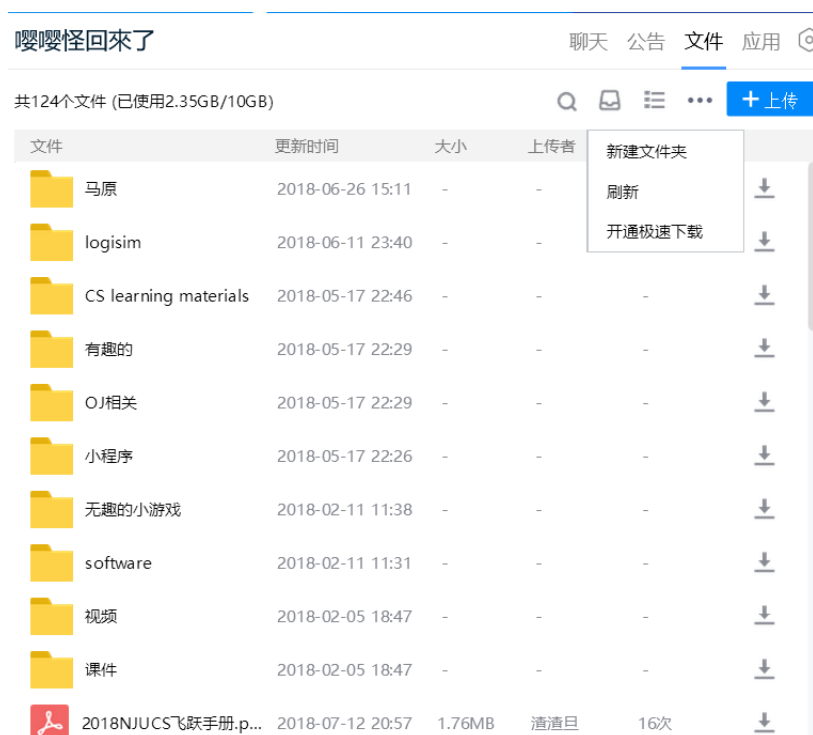 嘤嘤怪回來了 聊天 公告 文件 应用
共124个文件 (已使用2.35GB/10GB) + 上传
文件 更新时间 大小 上传者
新建文件夹
马原 2018-06-26 15:11 - -
刷新
开通极速下载
logisim 2018-06-11 23:40 - -
CS learning materials 2018-05-17 22:46 - - -
有趣的 2018-05-17 22:29 - - -
OJ相关 2018-05-17 22:29 - - -
小程序 2018-05-17 22:26 - - -
无趣的小游戏 2018-02-11 11:38 - - -
software 2018-02-11 11:31 - - -
视频 2018-02-05 18:47 - - -
课件 2018-02-05 18:47 - - -
2018NJUCS飞跃手册.p... 2018-07-12 20:57 1.76MB 渣渣旦 16次